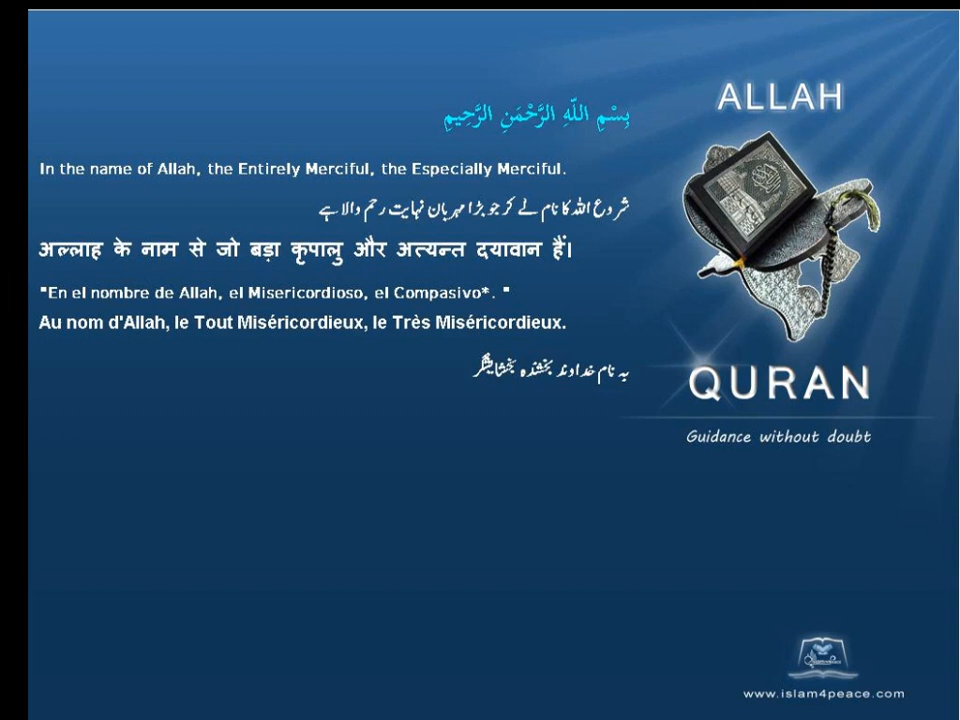 بِسْمِ اللّهِ الرَّحْمَنِ الرَّحِيمِ
In the name of Allah, the Entirely Merciful, the Especially Merciful.
شروع الله کا نام لے کر جو بڑا مہربان نہایت رحم والا ہے
अल्लाह के नाम से जो बड़ा कृपालु और अत्यन्त दयावान हैं।
"En el nombre de Allah, el Misericordioso, el Compasivo*. "
Au nom d'Allah, le Tout Miséricordieux, le Très Miséricordieux.
به نام خداوند بخشنده بخشایشگر
ALLAH
QURAN
Guidance without doubt
www.islam4peace.com